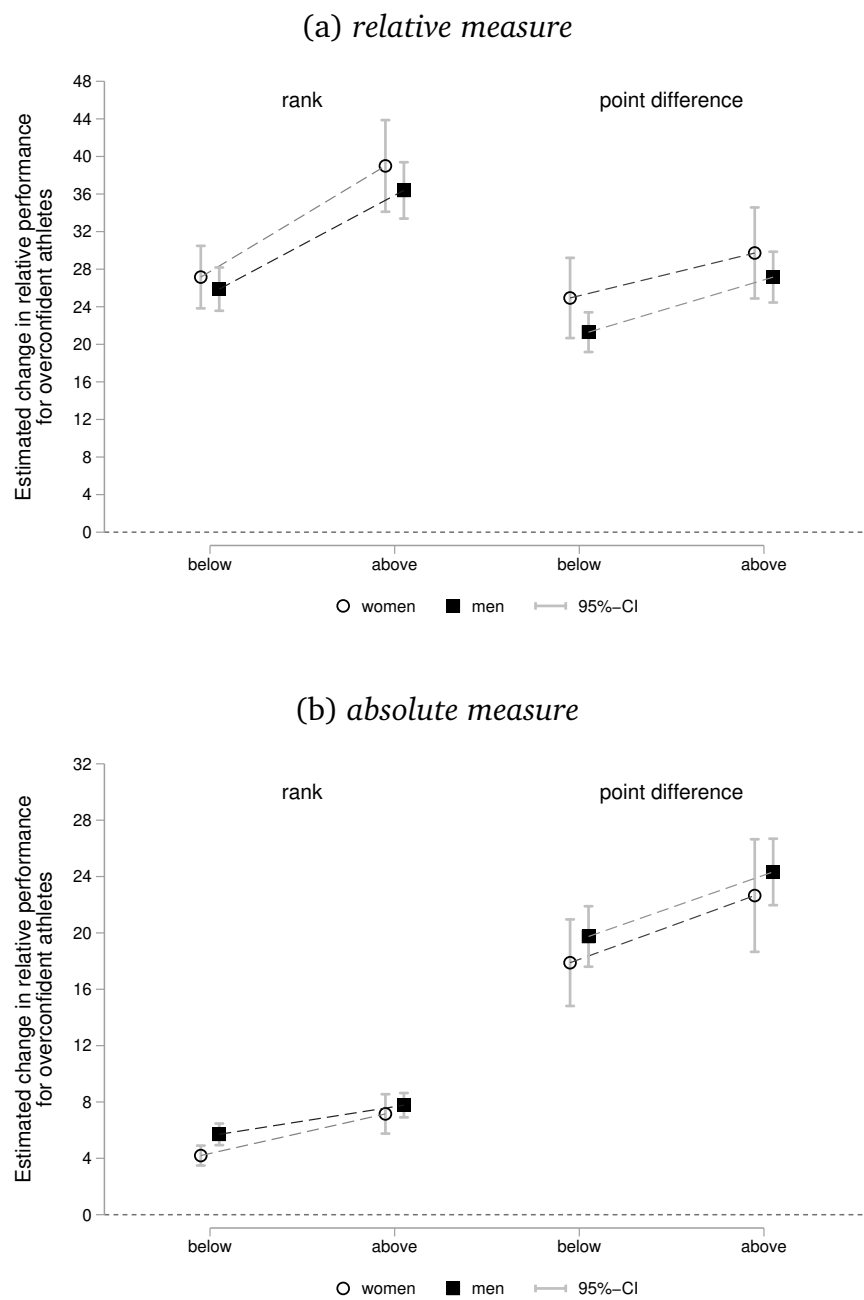 (a) relative measure
48
44
40
36
32
28
24
20
16
12
8
4
0
Estimated change in relative performance
for overconfident athletes
rank
point difference
below
above
below
above
women
men
95%−CI
(b) absolute measure
32
28
24
20
16
12
8
4
0
Estimated change in relative performance
for overconfident athletes
rank
point difference
below
above
below
above
women
men
95%−CI